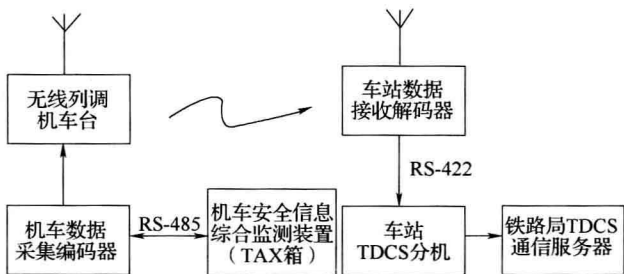 无线列调
机车台
车站数据
接收解码器
RS-422
机车数据
采集编码器
RS-485
机车安全信息
综合监测装置
（TAX箱）
车站
TDCS分机
铁路局TDCS
通信服务器